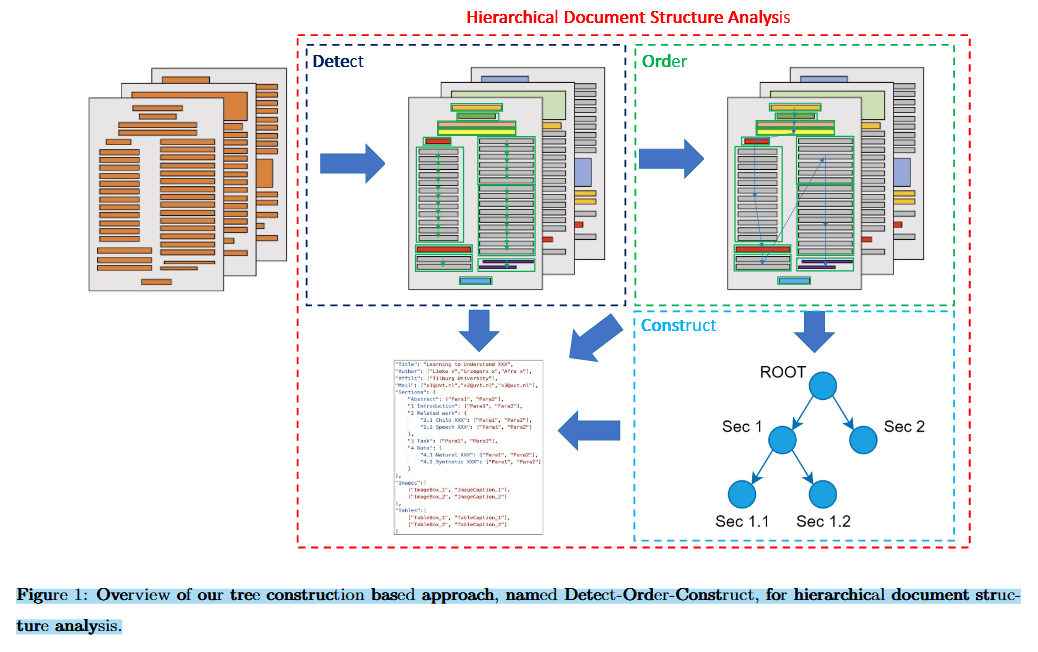 Hierarchical Document Structure Analysis
Detect
Order
Construct
"Title": "Learning to Understand XXX",
"Author": ["Lieke x","Grzegorz x","Afra x"],
"Affili": ["Tilburg University"],
"Mail": ["x1@uvt.nl","x2@uvt.nl","x3@uvt.nl"],
"Sections": {
"Abstract": ["Para1", "Para2"],
"1 Introduction": ["Para1", "Para2"],
"2 Related work": {
"2.1 Child XXX": ["Para1", "Para2"],
"2.2 Speech XXX": ["Para1", "Para2"]
},
"3 Task": ["Para1", "Para2"],
"4 Data": {
"4.1 Natural XXX": ["Para1", "Para2"],
"4.2 Synthetic XXX": ["Para1", "Para2"]
}
},
"Images":[
["ImageBox_1", "ImageCaption_1"],
["ImageBox_2", "ImageCaption_2"]
],
"Tables":[
["TableBox_1", "TableCaption_1"],
["TableBox_2", "TableCaption_2"]
]
ROOT
Sec 1
Sec 2
Sec 1.1
Sec 1.2
Figure 1: Overview of our tree construction based approach, named Detect-Order-Construct, for hierarchical document struc-
ture analysis.